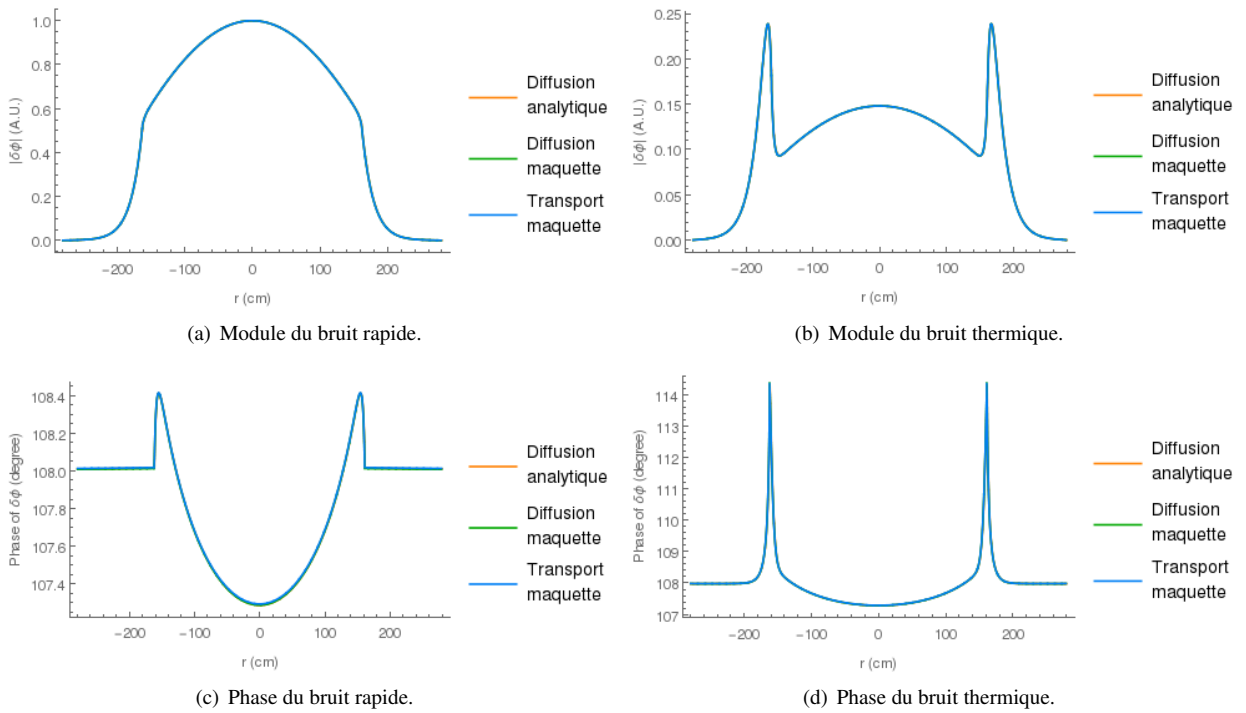 |δϕ| (A.U.)
1.0
0.8
0.6
0.4
0.2
0.0
−200
−100
0
100
200
r (cm)
Diffusion
analytique
Diffusion
maquette
Transport
maquette
(a) Module du bruit rapide.
|δϕ| (A.U.)
0.25
0.20
0.15
0.10
0.05
0.00
−200
−100
0
100
200
r (cm)
Diffusion
analytique
Diffusion
maquette
Transport
maquette
(b) Module du bruit thermique.
Phase of δϕ (degree)
108.4
108.2
108.0
107.8
107.6
107.4
−200
−100
0
100
200
r (cm)
Diffusion
analytique
Diffusion
maquette
Transport
maquette
(c) Phase du bruit rapide.
Phase of δϕ (degree)
114
113
112
111
110
109
108
107
−200
−100
0
100
200
r (cm)
Diffusion
analytique
Diffusion
maquette
Transport
maquette
(d) Phase du bruit thermique.